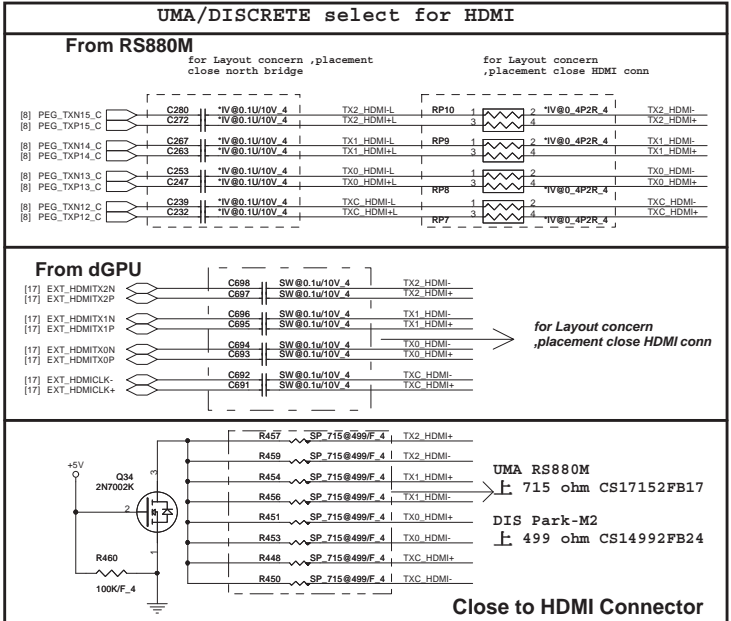 UMA/DISCRETE select for HDMI
From RS880M
for Layout concern ,placement
close north bridge
for Layout concern
,placement close HDMI conn
[8] PEG_TXN15_C C280 *IV@0.1U/10V_4 TX2_HDMI-L RP10 1 2 *IV@0_4P2R_4 TX2_HDMI-
[8] PEG_TXP15_C C272 *IV@0.1U/10V_4 TX2_HDMI+L 3 4 TX2_HDMI+
[8] PEG_TXN14_C C267 *IV@0.1U/10V_4 TX1_HDMI-L RP9 1 2 *IV@0_4P2R_4 TX1_HDMI-
[8] PEG_TXP14_C C263 *IV@0.1U/10V_4 TX1_HDMI+L 3 4 TX1_HDMI+
[8] PEG_TXN13_C C253 *IV@0.1U/10V_4 TX0_HDMI-L 1 2 TX0_HDMI-
[8] PEG_TXP13_C C247 *IV@0.1U/10V_4 TX0_HDMI+L RP8 3 4 *IV@0_4P2R_4 TX0_HDMI+
[8] PEG_TXN12_C C239 *IV@0.1U/10V_4 TXC_HDMI-L 1 2 TXC_HDMI-
[8] PEG_TXP12_C C232 *IV@0.1U/10V_4 TXC_HDMI+L RP7 3 4 *IV@0_4P2R_4 TXC_HDMI+
From dGPU
[17] EXT_HDMITX2N C698 SW@0.1u/10V_4 TX2_HDMI-
[17] EXT_HDMITX2P C697 SW@0.1u/10V_4 TX2_HDMI+
[17] EXT_HDMITX1N C696 SW@0.1u/10V_4 TX1_HDMI-
[17] EXT_HDMITX1P C695 SW@0.1u/10V_4 TX1_HDMI+
[17] EXT_HDMITX0N C694 SW@0.1u/10V_4 TX0_HDMI-
[17] EXT_HDMITX0P C693 SW@0.1u/10V_4 TX0_HDMI+
[17] EXT_HDMICLK- C692 SW@0.1u/10V_4 TXC_HDMI-
[17] EXT_HDMICLK+ C691 SW@0.1u/10V_4 TXC_HDMI+
for Layout concern
,placement close HDMI conn
R457 SP_715@499/F_4 TX2_HDMI+
R459 SP_715@499/F_4 TX2_HDMI-
R454 SP_715@499/F_4 TX1_HDMI+
R456 SP_715@499/F_4 TX1_HDMI-
R451 SP_715@499/F_4 TX0_HDMI+
R453 SP_715@499/F_4 TX0_HDMI-
R448 SP_715@499/F_4 TXC_HDMI+
R450 SP_715@499/F_4 TXC_HDMI-
+5V
Q34
2N7002K
3
2
1
R460
100K/F_4
UMA RS880M
上 715 ohm CS17152FB17
DIS Park-M2
上 499 ohm CS14992FB24
Close to HDMI Connector